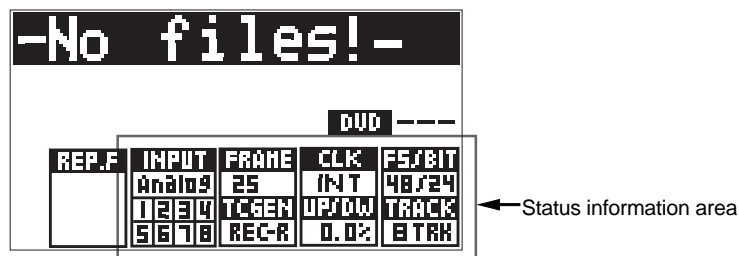 -No files!-
DVD ---
REP.F INPUT FRAME CLK FS/BIT
Analog 25 INT 48/24
1 2 3 4 TCGEN UP/DW TRACK
5 6 7 8 REC-R 0.0% 8 TRK
Status information area